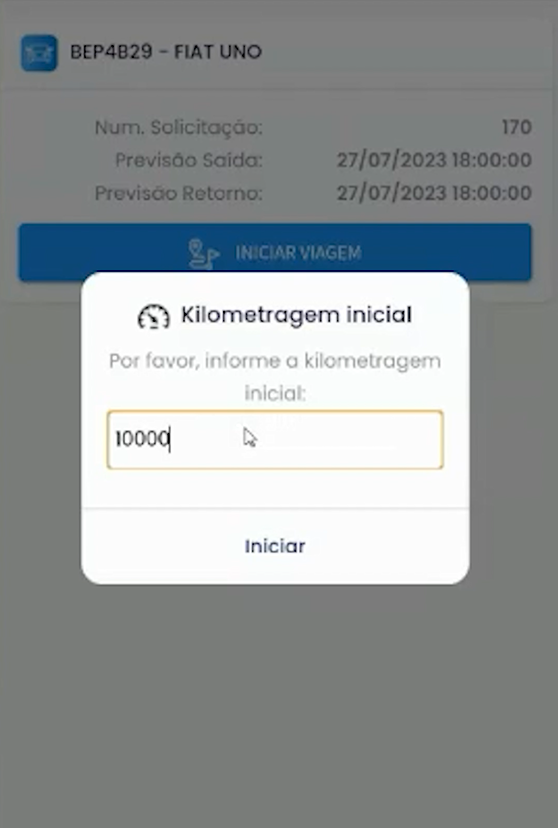 BEP4B29 - FIAT UNO
Num. Solicitação: 170
Previsão Saída: 27/07/2023 18:00:00
Previsão Retorno: 27/07/2023 18:00:00
INICIAR VIAGEM
Kilometragem inicial
Por favor, informe a kilometragem
inicial:
10000
Iniciar